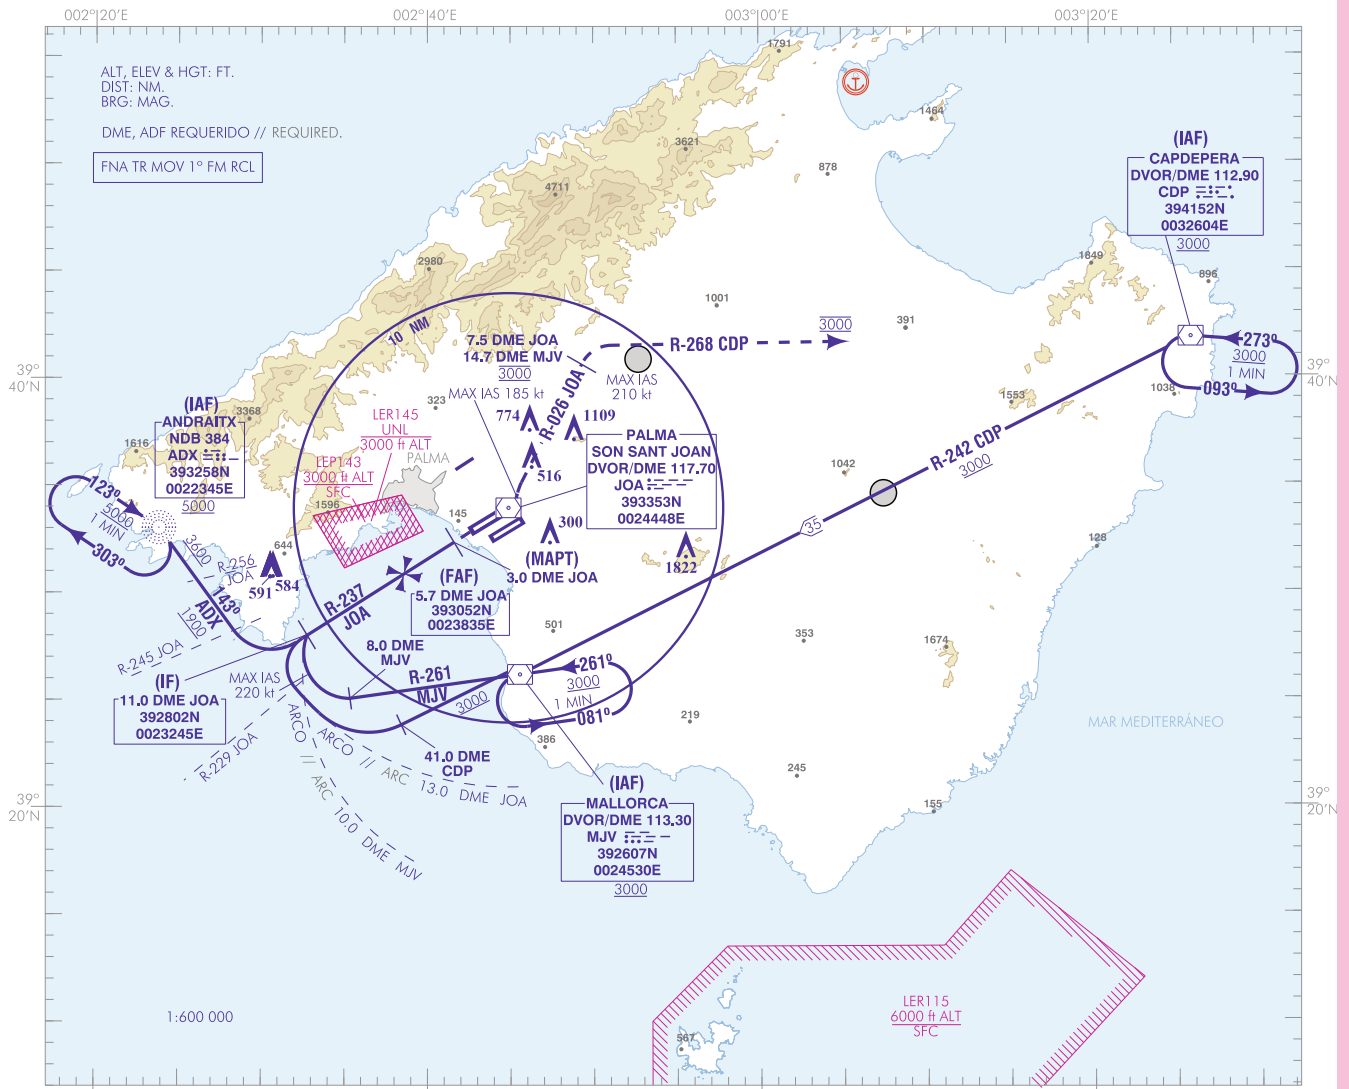 002°20'E
002°40'E
003°00'E
003°20'E
ALT, ELEV & HGT: FT.
DIST: NM.
BRG: MAG.
DME, ADF REQUERIDO // REQUIRED.
FNA TR MOV 1° FM RCL
1791
1464
3621
878
4711
2980
1849
896
1001
391
(IAF)
CAPDEPERA
DVOR/DME 112.90
CDP
394152N
0032604E
3000
10 NM
7.5 DME JOA
14.7 DME MJV
3000
R-268 CDP
3000
273°
3000
1 MIN
093°
1038
1553
39°
40'N
39°
40'N
MAX IAS 185 kt
MAX IAS
210 kt
R-026 JOA
323
3368
1616
(IAF)
ANDRAITX
NDB 384
ADX
393258N
0022345E
5000
LER145
UNL
3000 ft ALT
LEP143
3000 ft ALT
SFC
PALMA
774
1109
516
PALMA
SON SANT JOAN
DVOR/DME 117.70
JOA
393353N
0024448E
R-242 CDP
3000
1042
35
123°
5000
1 MIN
303°
1596
145
644
300
(MAPT)
3.0 DME JOA
1822
128
3600
R-256
JOA
591
584
143°
ADX
1900
R-237
JOA
(FAF)
5.7 DME JOA
393052N
0023835E
501
353
1674
R-245 JOA
8.0 DME
MJV
R-261
MJV
3000
261°
3000
1 MIN
081°
MAX IAS
220 kt
(IF)
11.0 DME JOA
392802N
0023245E
R-229 JOA
ARCO // ARC 13.0 DME JOA
ARCO // ARC 10.0 DME MJV
41.0 DME
CDP
386
219
245
155
MAR MEDITERRÁNEO
(IAF)
MALLORCA
DVOR/DME 113.30
MJV
392607N
0024530E
3000
39°
20'N
39°
20'N
1:600 000
LER115
6000 ft ALT
SFC
567